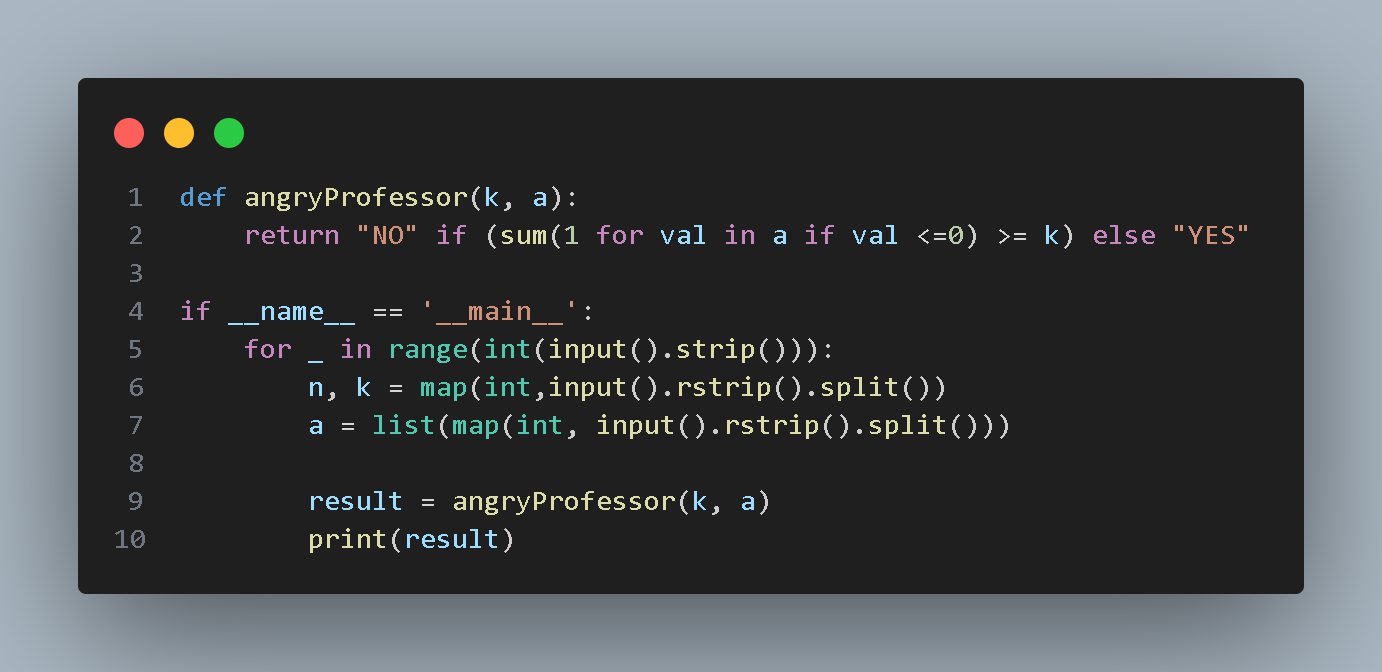 1 def angryProfessor(k, a):
2     return "NO" if (sum(1 for val in a if val <=0) >= k) else "YES"
3
4 if __name__ == '__main__':
5     for _ in range(int(input().strip())):
6         n, k = map(int,input().rstrip().split())
7         a = list(map(int, input().rstrip().split()))
8
9         result = angryProfessor(k, a)
10         print(result)